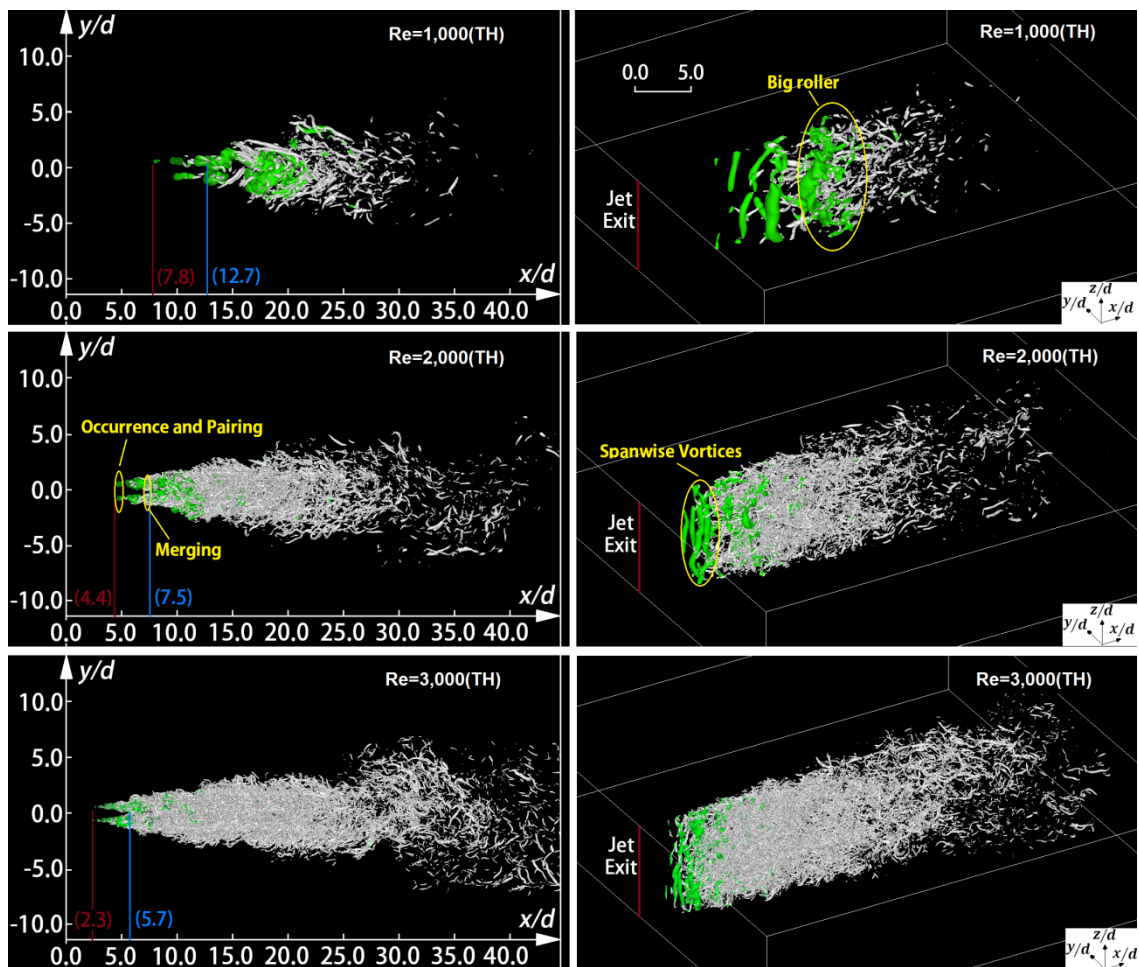 y/d
Re=1,000(TH)
10.0
5.0
0.0
-5.0
-10.0
(7.8)
(12.7)
x/d
0.0 5.0 10.0 15.0 20.0 25.0 30.0 35.0 40.0
Re=1,000(TH)
0.0 5.0
Big roller
Jet
Exit
z/d
y/d
x/d
y/d
Re=2,000(TH)
10.0
Occurrence and Pairing
5.0
0.0
Merging
-5.0
-10.0
(4.4)
(7.5)
x/d
0.0 5.0 10.0 15.0 20.0 25.0 30.0 35.0 40.0
Re=2,000(TH)
Spanwise Vortices
Jet
Exit
z/d
y/d
x/d
y/d
Re=3,000(TH)
10.0
5.0
0.0
-5.0
-10.0
(2.3)
(5.7)
x/d
0.0 5.0 10.0 15.0 20.0 25.0 30.0 35.0 40.0
Re=3,000(TH)
Jet
Exit
z/d
y/d
x/d